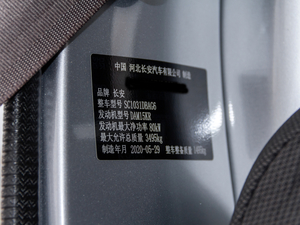 中国 河北长安汽车有限公司 制造
品牌 长安
整车型号 SC1031DBAG6
发动机型号 DAM15KR
发动机最大净功率 80kW
最大允许总质量 3495kg
制造年月 2020-05-29 整车整备质量